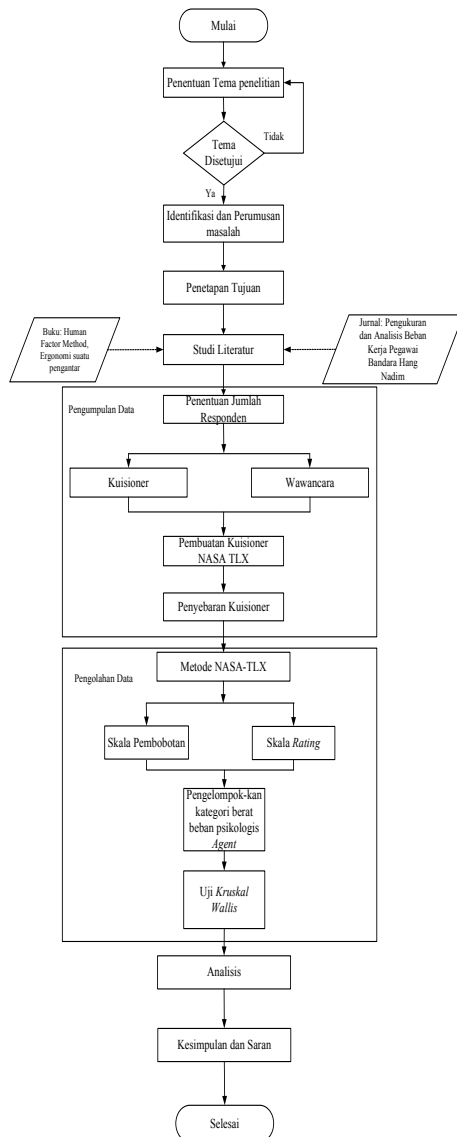 Mulai
Penentuan Tema penelitian
Tidak
Tema
Disetujui
Ya
Identifikasi dan Perumusan
masalah
Penetapan Tujuan
Buku: Human
Factor Method,
Ergonomi suatu
pengantar
Studi Literatur
Jurnal: Pengukuran
dan Analisis Beban
Kerja Pegawai
Bandara Hang
Nadim
Pengumpulan Data
Penentuan Jumlah
Responden
Kuisioner
Wawancara
Pembuatan Kuisioner
NASA TLX
Penyebaran Kuisioner
Pengolahan Data
Metode NASA-TLX
Skala Pembobotan
Skala Rating
Pengelompok-kan
kategori berat
beban psikologis
Agent
Uji Kruskal
Wallis
Analisis
Kesimpulan dan Saran
Selesai